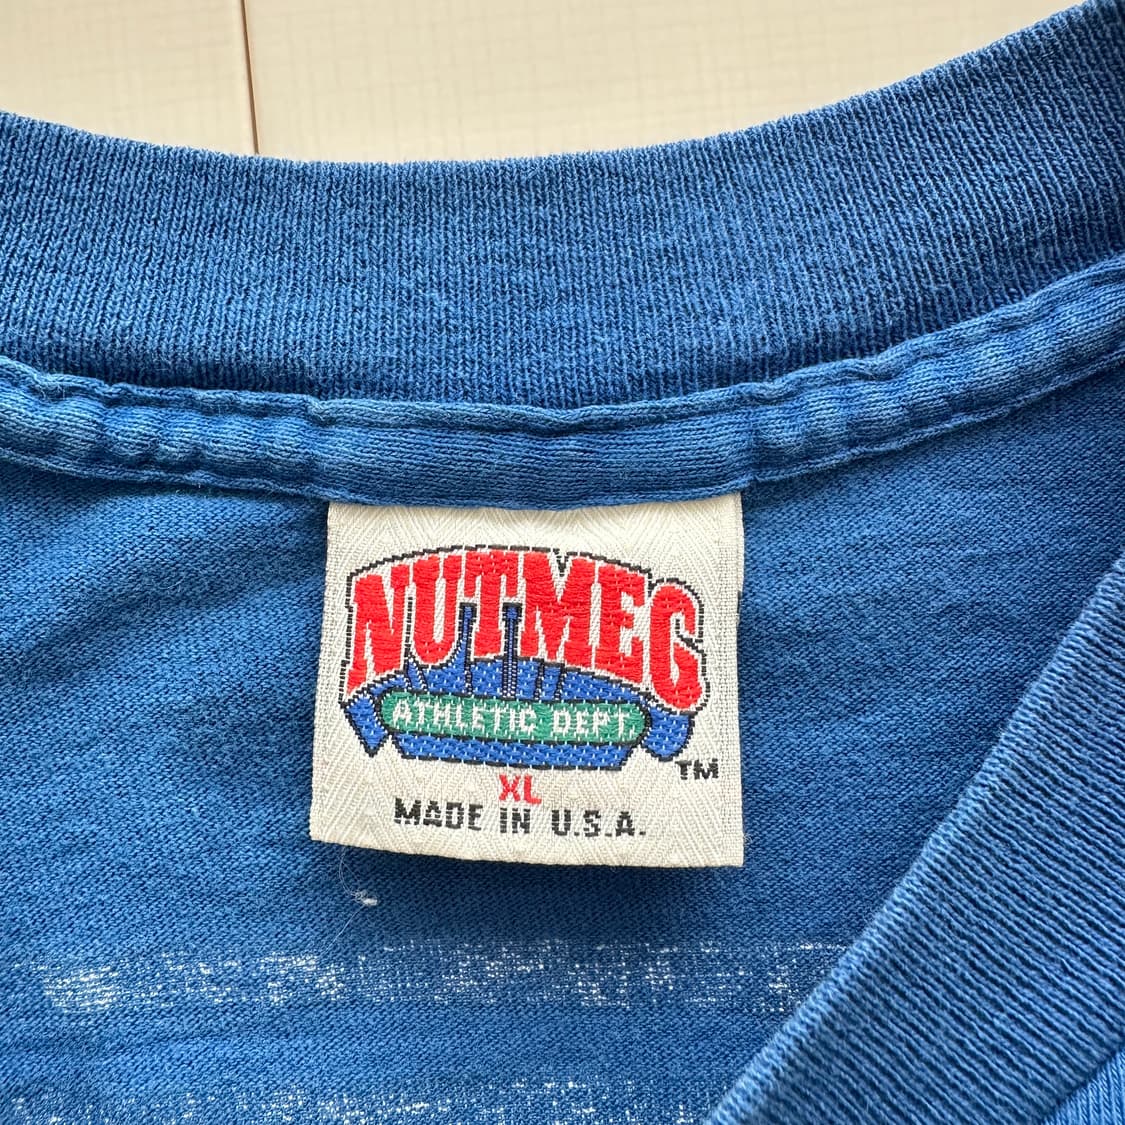 NUTMEG
ATHLETIC DEPT.
TM
XL
MADE IN U.S.A.